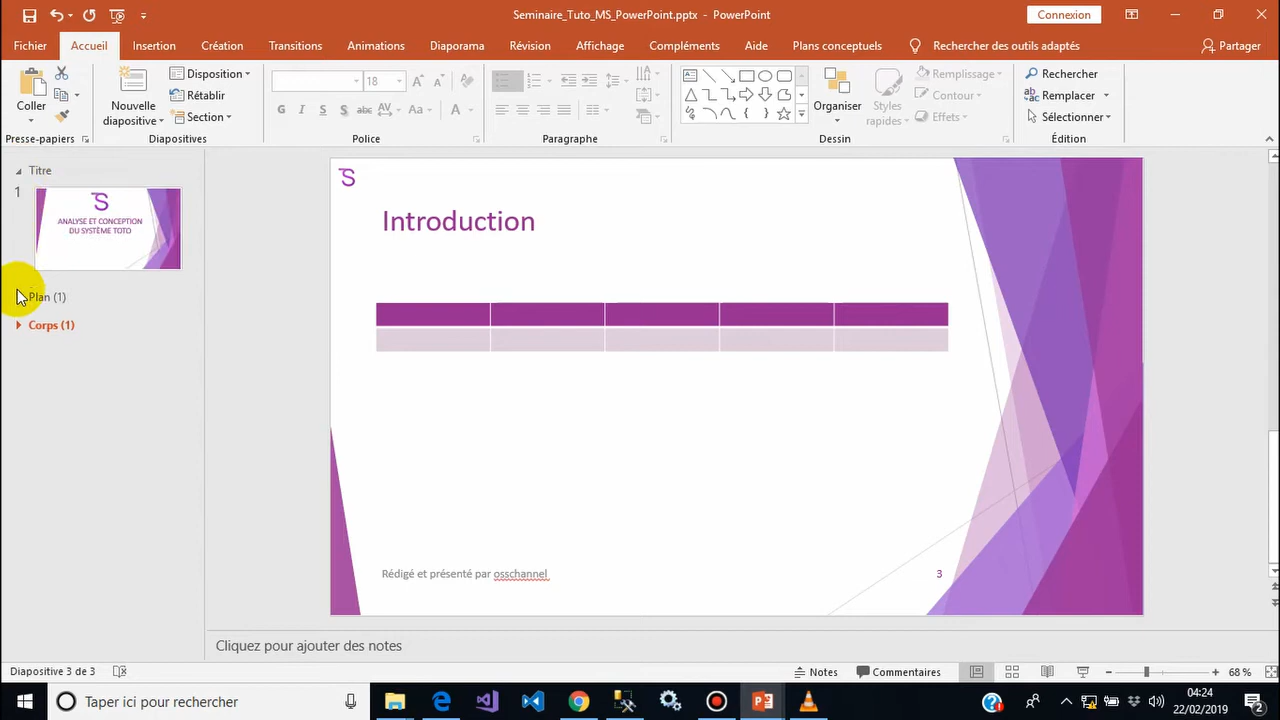 Seminaire_Tuto_MS_PowerPoint.pptx - PowerPoint
Connexion
Fichier Accueil Insertion Création Transitions Animations Diaporama Révision Affichage Compléments Aide Plans conceptuels Rechercher des outils adaptés Partager
Coller
Presse-papiers
Nouvelle
diapositive
Disposition
Rétablir
Section
Diapositives
18
G I S S abc AV Aa A
Police
Paragraphe
Organiser
Styles
rapides
Remplissage
Contour
Effets
Dessin
Rechercher
Remplacer
Sélectionner
Édition
Titre
1
S
ANALYSE ET CONCEPTION
DU SYSTÈME TOTO
Plan (1)
Corps (1)
S
Introduction
Rédigé et présenté par osschannel
3
Cliquez pour ajouter des notes
Diapositive 3 de 3
Notes Commentaires 68 %
Taper ici pour rechercher
04:24
22/02/2019
2